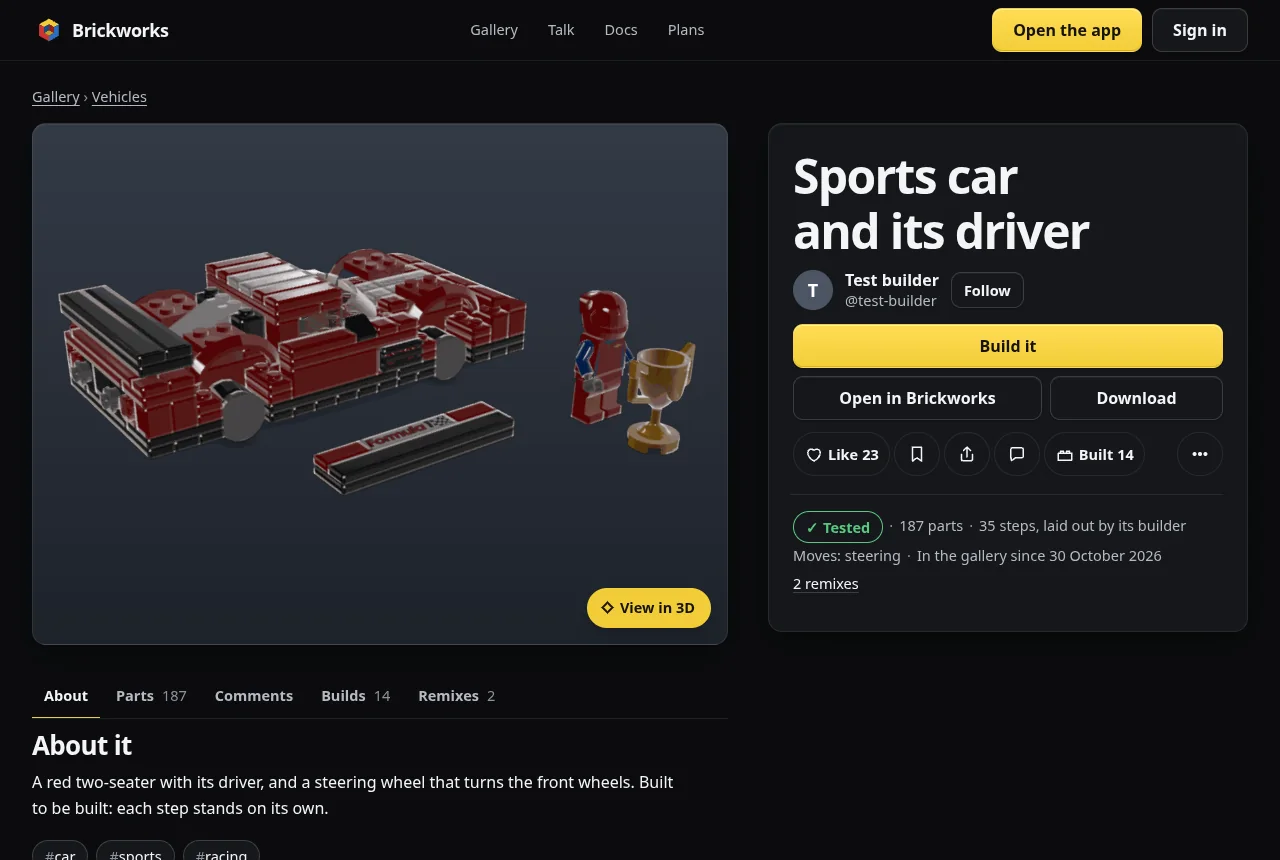 Brickworks
Gallery
Talk
Docs
Plans
Open the app
Sign in
Gallery › Vehicles
Formula
View in 3D
Sports car
and its driver
T
Test builder
@test-builder
Follow
Build it
Open in Brickworks
Download
Like 23
Built 14
✓ Tested · 187 parts · 35 steps, laid out by its builder
Moves: steering · In the gallery since 30 October 2026
2 remixes
About
Parts 187
Comments
Builds 14
Remixes 2
About it
A red two-seater with its driver, and a steering wheel that turns the front wheels. Built
to be built: each step stands on its own.
#car
#sports
#racing